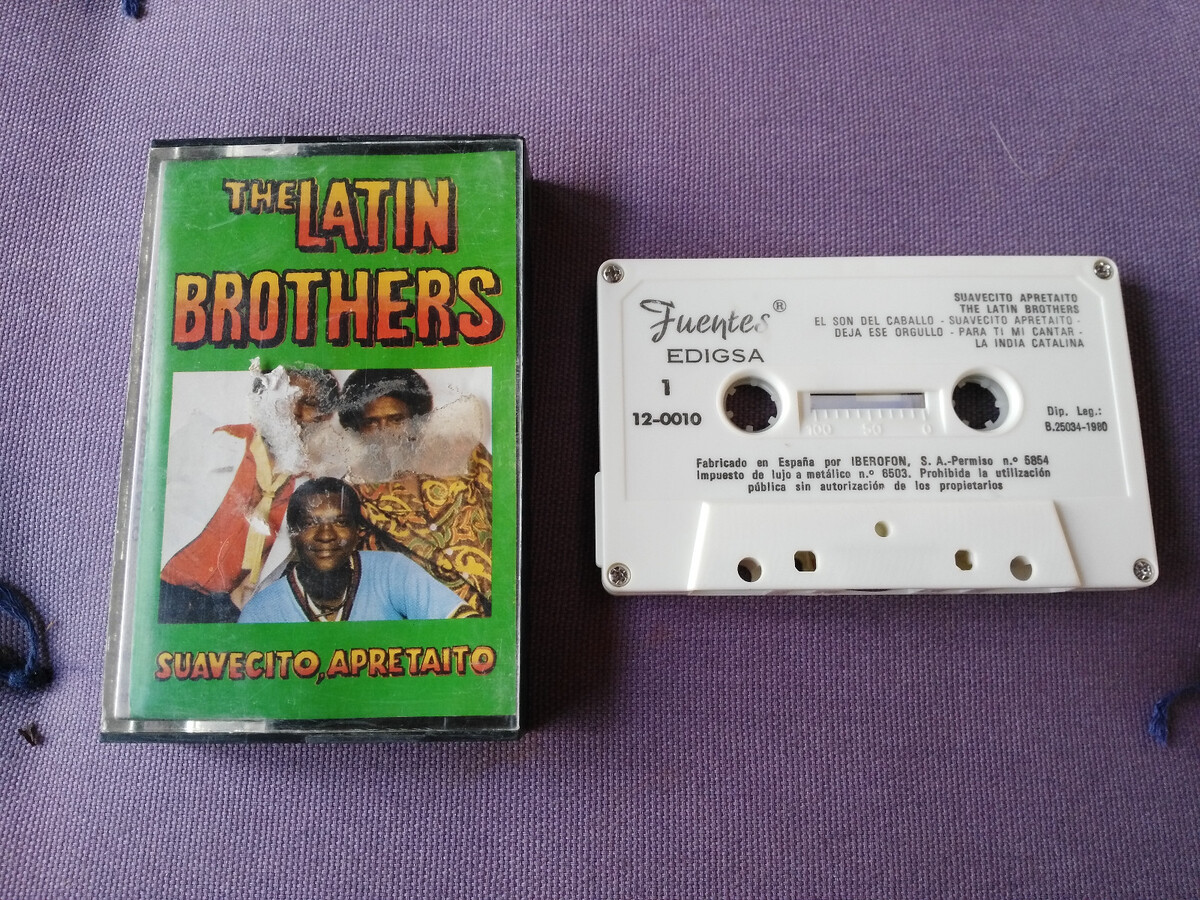 THE LATIN
BROTHERS
SUAVECITO, APRETAITO
Fuentes®
EDIGSA
1
12-0010
SUAVECITO APRETAITO
THE LATIN BROTHERS
EL SON DEL CABALLO - SUAVECITO APRETAITO -
DEJA ESE ORGULLO - PARA TI MI CANTAR -
LA INDIA CATALINA
100 50 0
Dip. Leg.:
B.25034-1980
Fabricado en España por IBEROFON, S. A.-Permiso n.º 5854
Impuesto de lujo a metálico n.º 6503. Prohibida la utilización
pública sin autorización de los propietarios